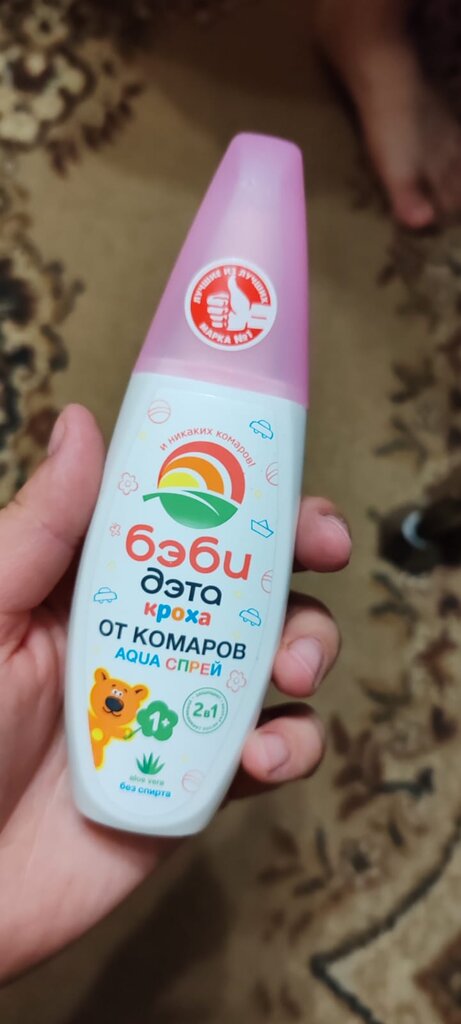 ЛУЧШИЕ ИЗ ЛУЧШИХ
МАРКА №1
и никаких комаров!
бэби
дэта
кроха
ОТ КОМАРОВ
AQUA СПРЕЙ
1+
2в1
aloe vera
без спирта